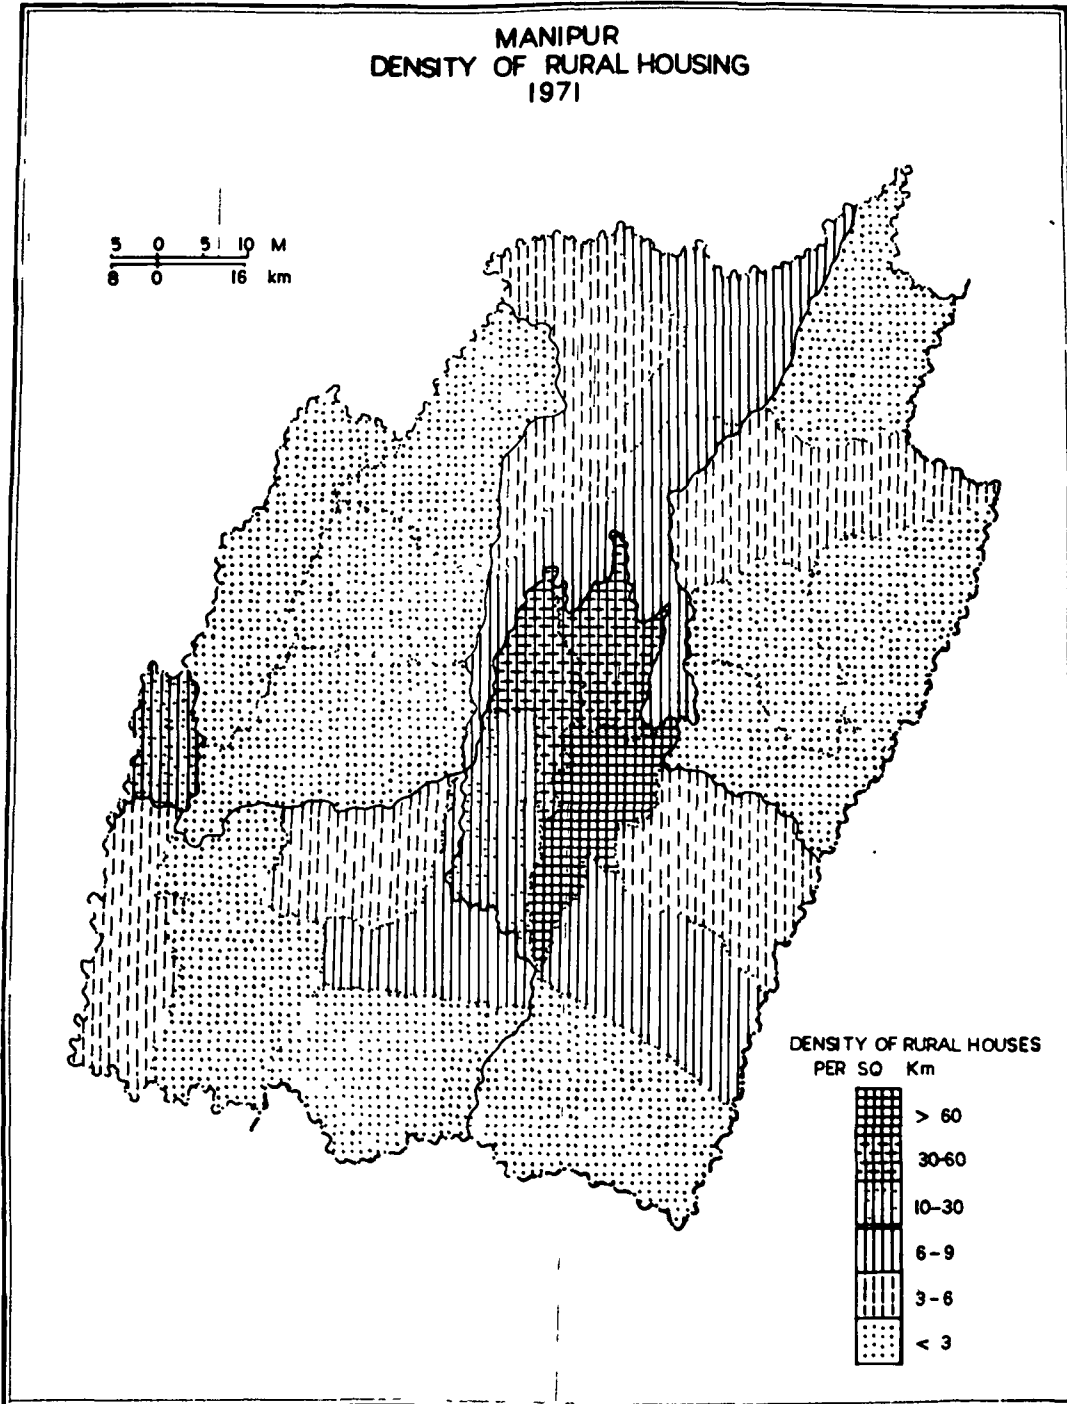 MANIPUR
DENSITY OF RURAL HOUSING
1971
5 0 5 10 M
8 0 16 km
DENSITY OF RURAL HOUSES
PER SQ Km
> 60
30-60
10-30
6-9
3-6
< 3